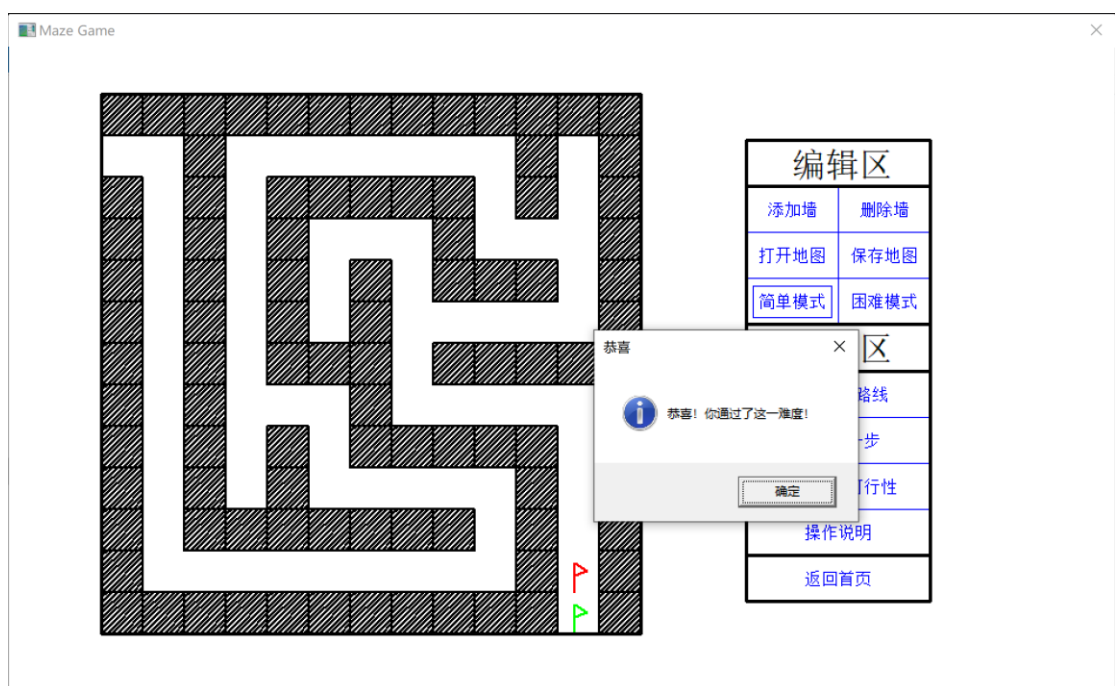 Maze Game
编辑区
添加墙 删除墙
打开地图 保存地图
简单模式 困难模式
恭喜
区
恭喜！你通过了这一难度！
路线
步
确定
行性
操作说明
返回首页